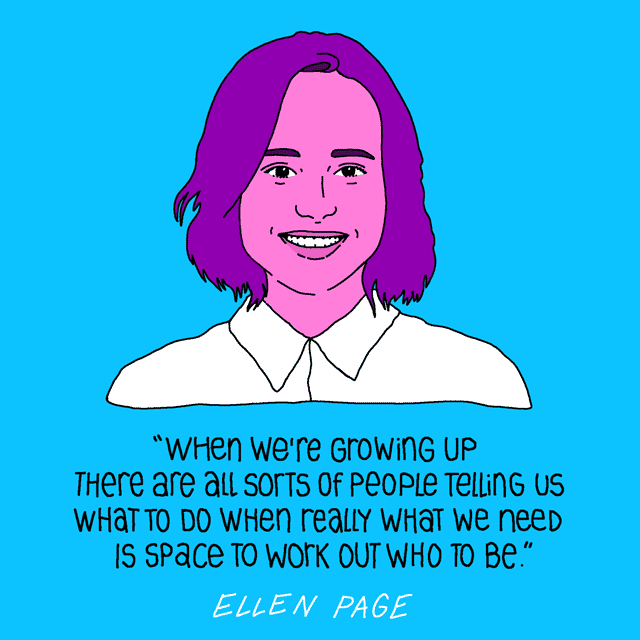 "WHEN WE'RE GROWING UP
THERE ARE ALL SORTS OF PEOPLE TELLING US
WHAT TO DO WHEN REALLY WHAT WE NEED
IS SPACE TO WORK OUT WHO TO BE."
ELLEN PAGE